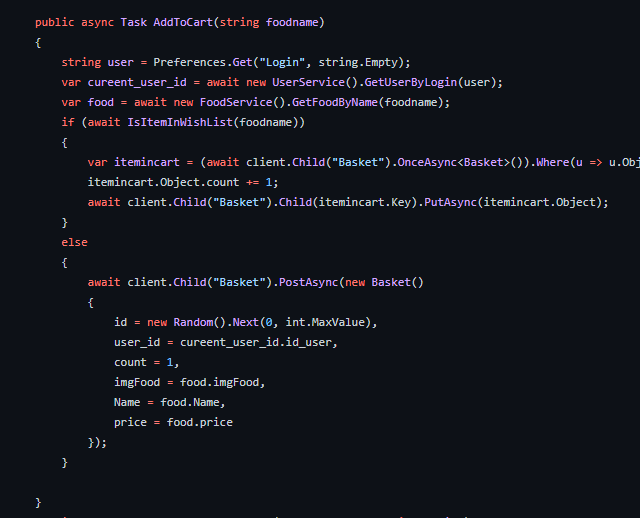 public async Task AddToCart(string foodname)
{
string user = Preferences.Get("Login", string.Empty);
var cureent_user_id = await new UserService().GetUserByLogin(user);
var food = await new FoodService().GetFoodByName(foodname);
if (await IsItemInWishList(foodname))
{
var itemincart = (await client.Child("Basket").OnceAsync<Basket>()).Where(u => u.Obj
itemincart.Object.count += 1;
await client.Child("Basket").Child(itemincart.Key).PutAsync(itemincart.Object);
}
else
{
await client.Child("Basket").PostAsync(new Basket()
{
id = new Random().Next(0, int.MaxValue),
user_id = cureent_user_id.id_user,
count = 1,
imgFood = food.imgFood,
Name = food.Name,
price = food.price
});
}
}